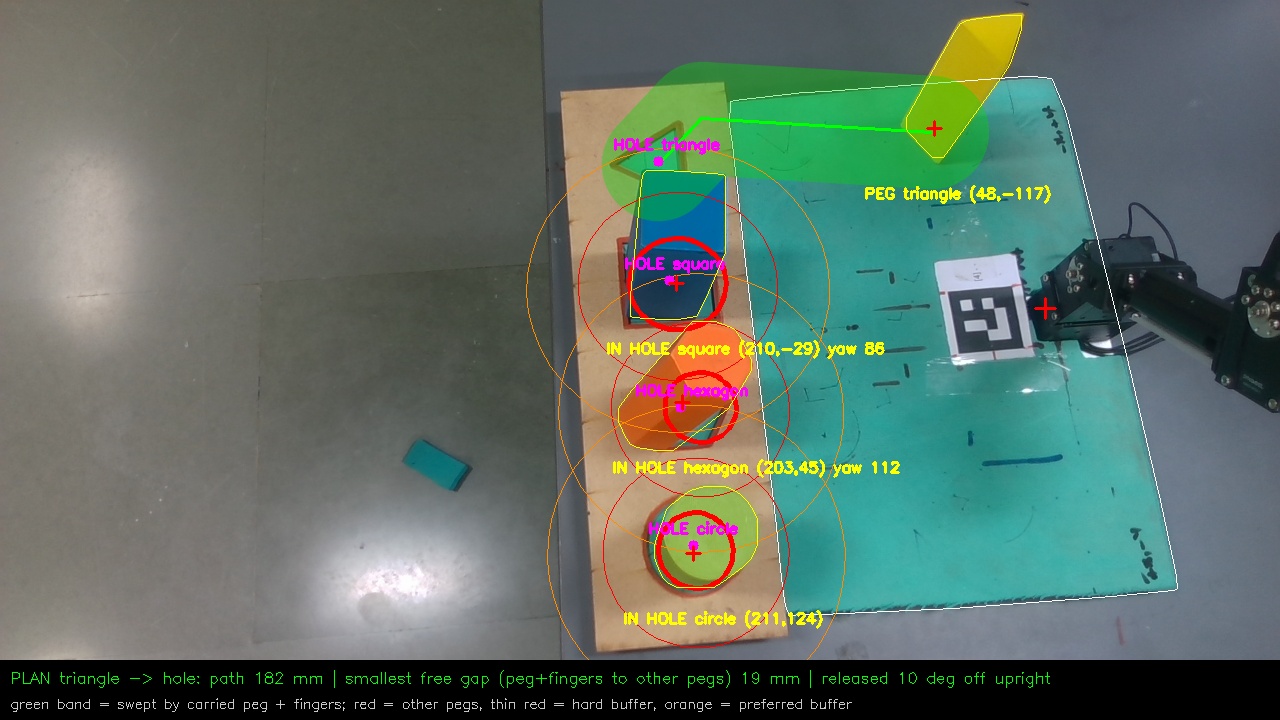 HOLE triangle
PEG triangle (48,-117)
HOLE square
IN HOLE square (210,-29) yaw 86
HOLE hexagon
IN HOLE hexagon (203,45) yaw 112
HOLE circle
IN HOLE circle (211,124)
PLAN triangle -> hole: path 182 mm | smallest free gap (peg+fingers to other pegs) 19 mm | released 10 deg off upright
green band = swept by carried peg + fingers; red = other pegs, thin red = hard buffer, orange = preferred buffer